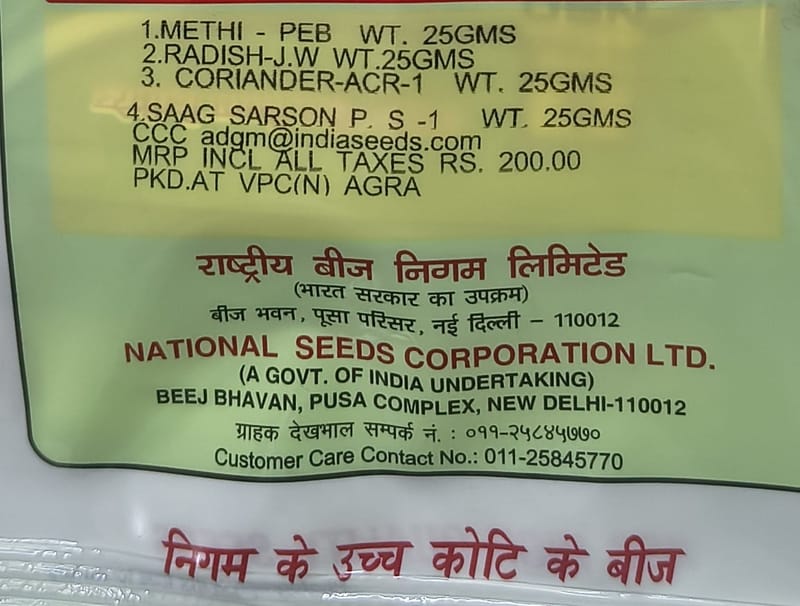 1.METHI - PEB WT. 25GMS
2.RADISH-J.W WT.25GMS
3. CORIANDER-ACR-1 WT. 25GMS
4.SAAG SARSON P. S -1 WT. 25GMS
CCC adqm@indiaseeds.com
MRP INCL ALL TAXES RS. 200.00
PKD.AT VPC(N) AGRA
राष्ट्रीय बीज निगम लिमिटेड
(भारत सरकार का उपक्रम)
बीज भवन, पूसा परिसर, नई दिल्ली – 110012
NATIONAL SEEDS CORPORATION LTD.
(A GOVT. OF INDIA UNDERTAKING)
BEEJ BHAVAN, PUSA COMPLEX, NEW DELHI-110012
ग्राहक देखभाल सम्पर्क नं. : ०११-२५८४५७७०
Customer Care Contact No.: 011-25845770
निगम के उच्च कोटि के बीज